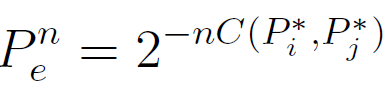 $P_e^n = 2^{-nC(P_i^*, P_j^*)}$